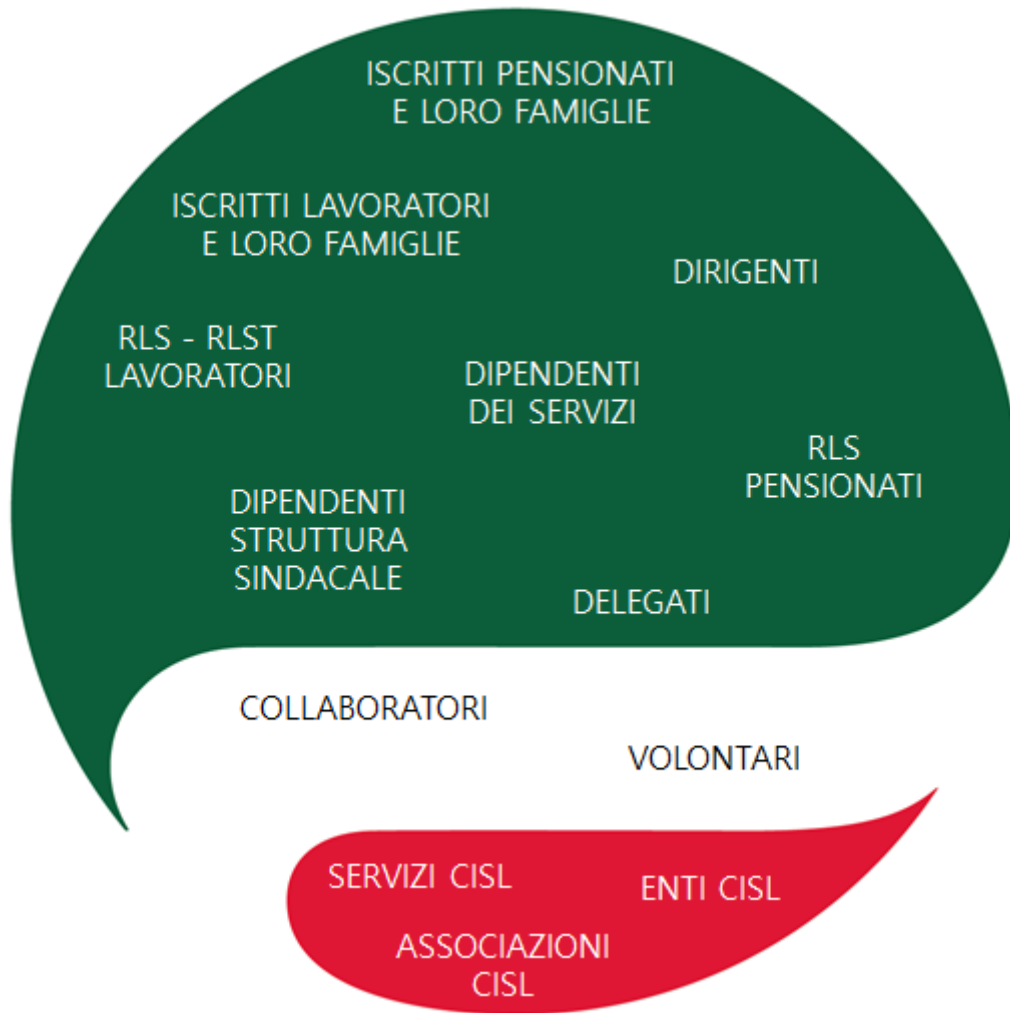 ISCRITTI PENSIONATI
E LORO FAMIGLIE
ISCRITTI LAVORATORI
E LORO FAMIGLIE
DIRIGENTI
RLS - RLST
LAVORATORI
DIPENDENTI
DEI SERVIZI
RLS
PENSIONATI
DIPENDENTI
STRUTTURA
SINDACALE
DELEGATI
COLLABORATORI
VOLONTARI
SERVIZI CISL
ENTI CISL
ASSOCIAZIONI
CISL